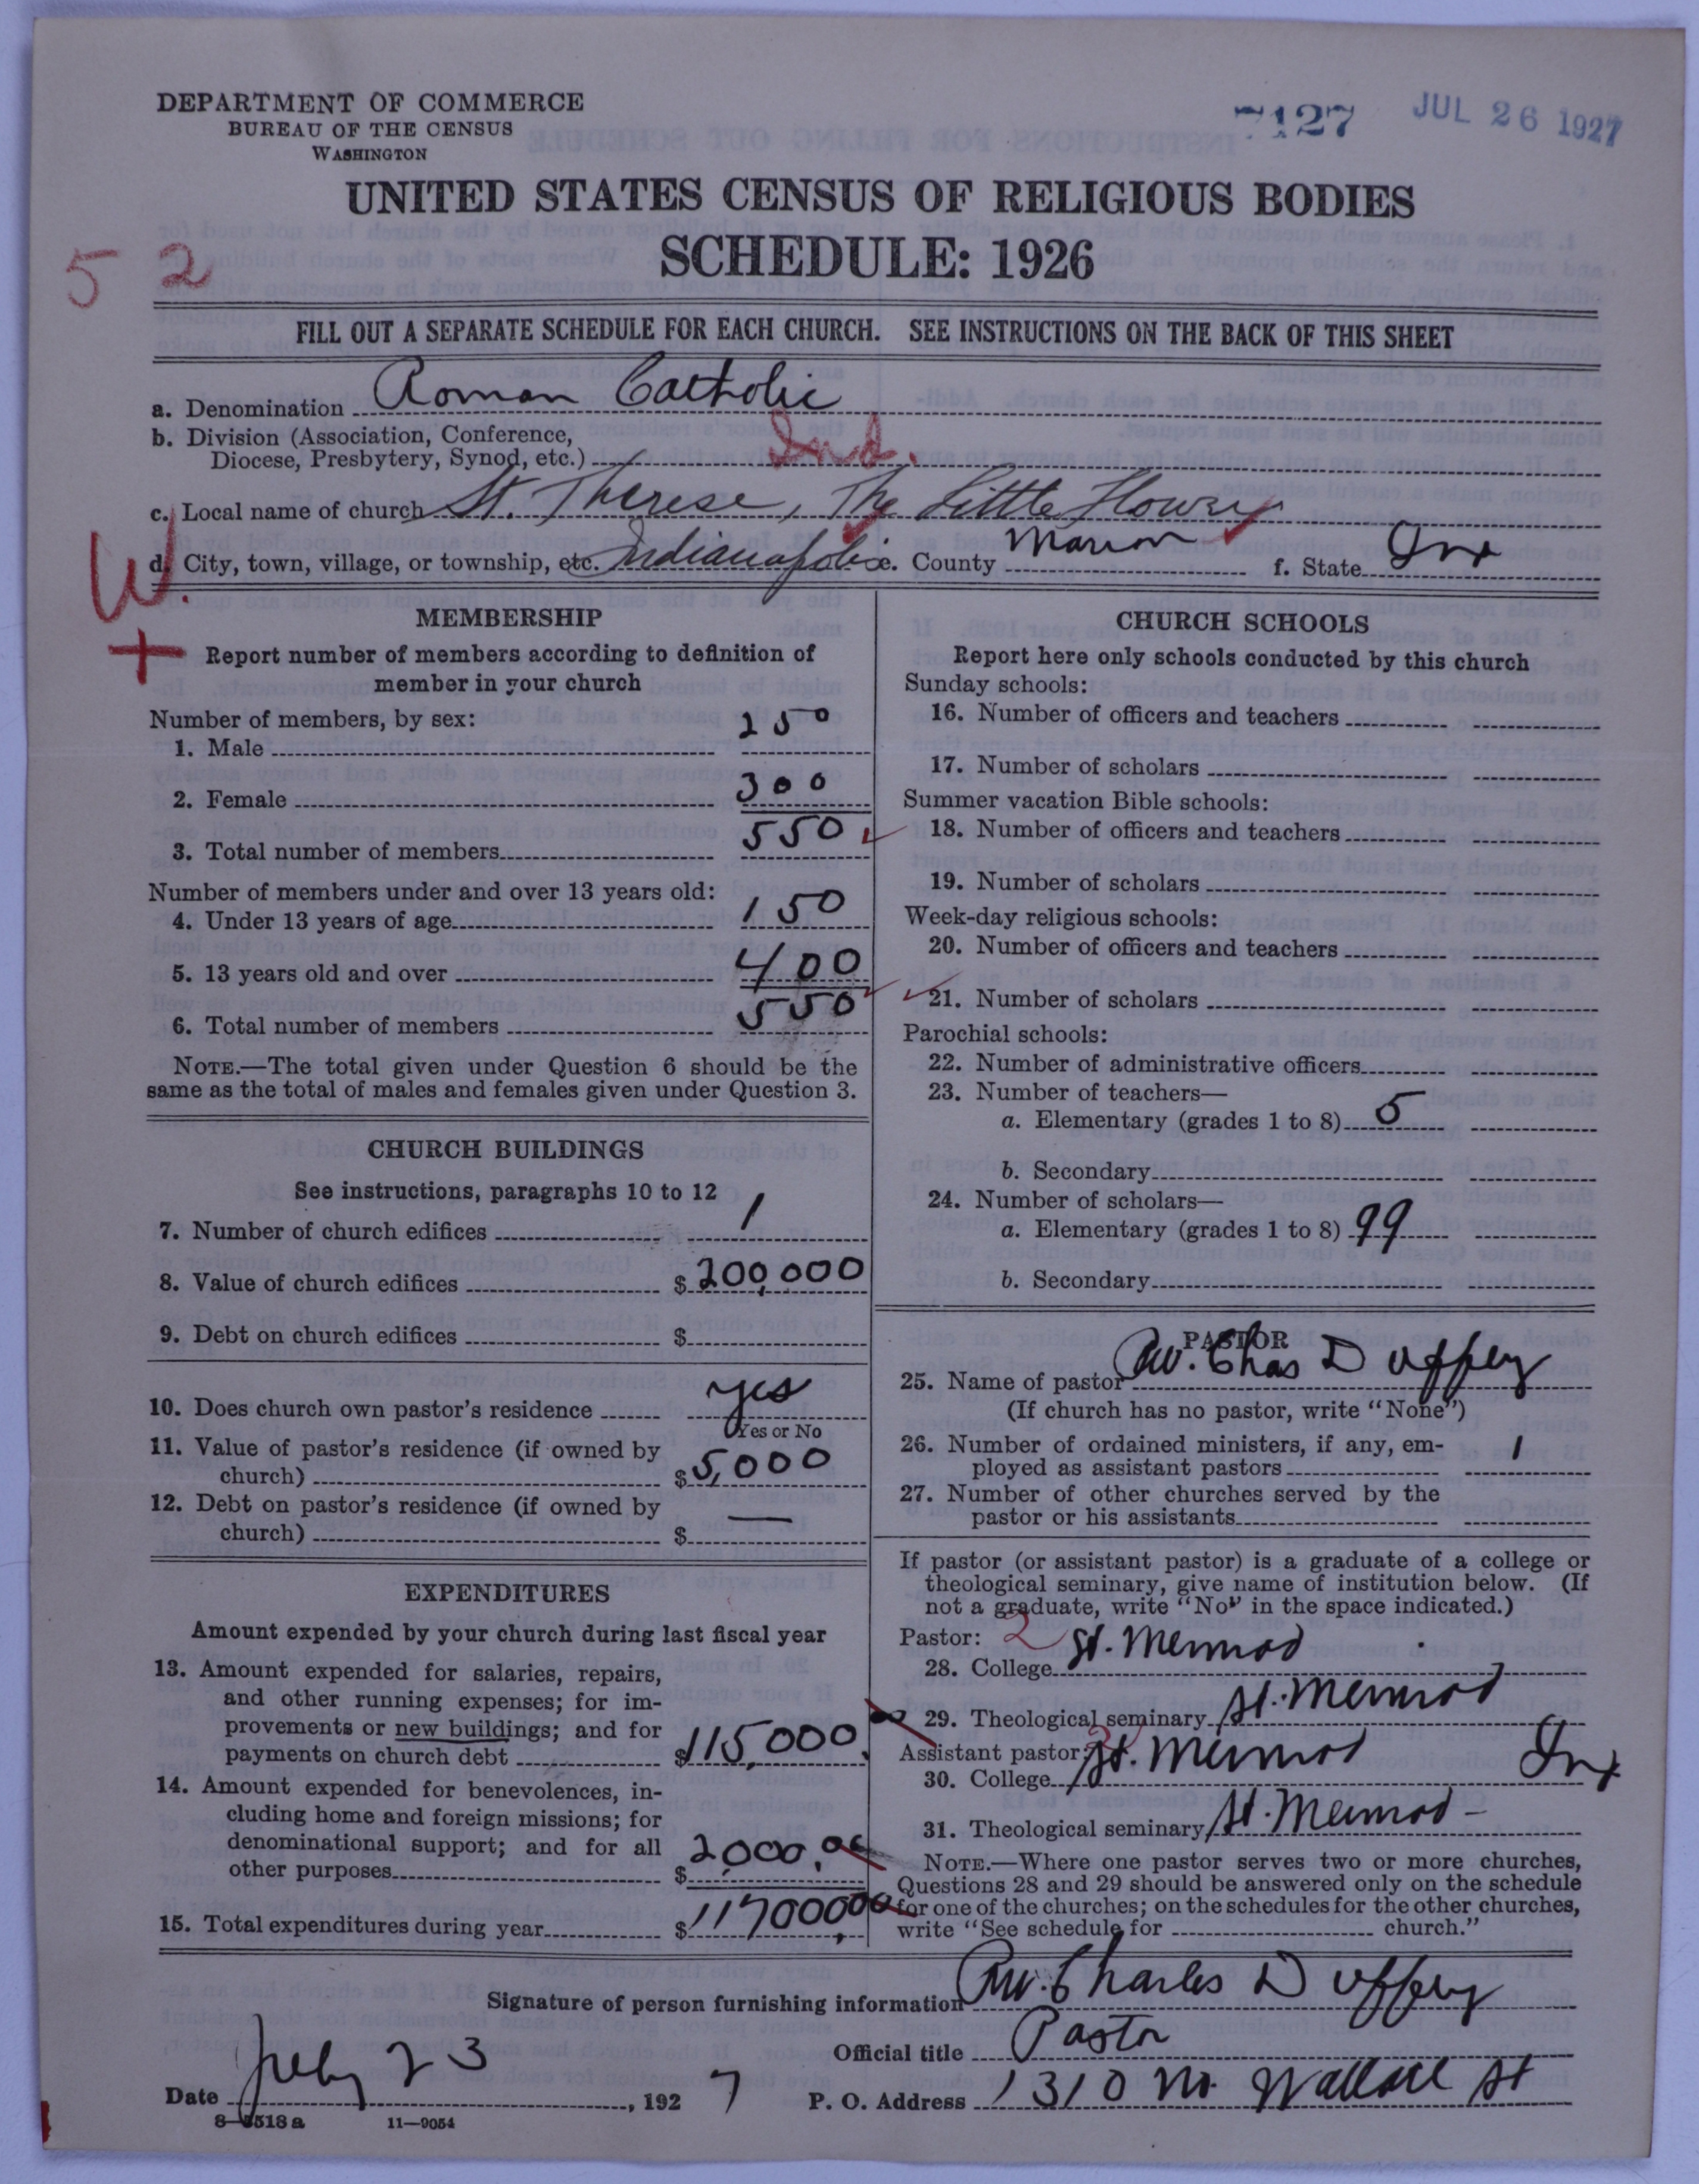 DEPARTMENT OF COMMERCE
BUREAU OF THE CENSUS
WASHINGTON
7127 JUL 26 1927
UNITED STATES CENSUS OF RELIGIOUS BODIES
SCHEDULE: 1926
5 2
FILL OUT A SEPARATE SCHEDULE FOR EACH CHURCH. SEE INSTRUCTIONS ON THE BACK OF THIS SHEET
a. Denomination Roman Catholic
b. Division (Association, Conference,
Diocese, Presbytery, Synod, etc.) Ind.
c. Local name of church St. Therese, The Little Flower
W.
d. City, town, village, or township, etc. Indianapolis e. County Marion f. State Ind
+
MEMBERSHIP
Report number of members according to definition of
member in your church
Number of members, by sex:
1. Male 250
2. Female 300
3. Total number of members 550
Number of members under and over 13 years old:
4. Under 13 years of age 150
5. 13 years old and over 400
6. Total number of members 550
NOTE.—The total given under Question 6 should be the
same as the total of males and females given under Question 3.
CHURCH BUILDINGS
See instructions, paragraphs 10 to 12
7. Number of church edifices 1
8. Value of church edifices $ 200,000
9. Debt on church edifices $
10. Does church own pastor's residence yes
Yes or No
11. Value of pastor's residence (if owned by
church) $ 5,000
12. Debt on pastor's residence (if owned by
church) $ —
EXPENDITURES
Amount expended by your church during last fiscal year
13. Amount expended for salaries, repairs,
and other running expenses; for im-
provements or new buildings; and for
payments on church debt $ 115,000.00
14. Amount expended for benevolences, in-
cluding home and foreign missions; for
denominational support; and for all
other purposes $ 2000.00
15. Total expenditures during year $ 117000.00
CHURCH SCHOOLS
Report here only schools conducted by this church
Sunday schools:
16. Number of officers and teachers
17. Number of scholars
Summer vacation Bible schools:
18. Number of officers and teachers
19. Number of scholars
Week-day religious schools:
20. Number of officers and teachers
21. Number of scholars
Parochial schools:
22. Number of administrative officers
23. Number of teachers—
a. Elementary (grades 1 to 8) 5
b. Secondary
24. Number of scholars—
a. Elementary (grades 1 to 8) 99
b. Secondary
PASTOR
25. Name of pastor Rev. Chas Duffey
(If church has no pastor, write "None")
26. Number of ordained ministers, if any, em-
ployed as assistant pastors 1
27. Number of other churches served by the
pastor or his assistants
If pastor (or assistant pastor) is a graduate of a college or
theological seminary, give name of institution below. (If
not a graduate, write "No" in the space indicated.)
Pastor: 2
28. College St. Meinrad
29. Theological seminary St. Meinrad
Assistant pastor: 2
30. College St. Meinrad Ind
31. Theological seminary St. Meinrad -
NOTE.—Where one pastor serves two or more churches,
Questions 28 and 29 should be answered only on the schedule
for one of the churches; on the schedules for the other churches,
write "See schedule for church."
Signature of person furnishing information Rev. Charles Duffey
Official title Pastor
Date July 23, 1927 P. O. Address 1310 No. Wallace St
8—5518 a 11—9054